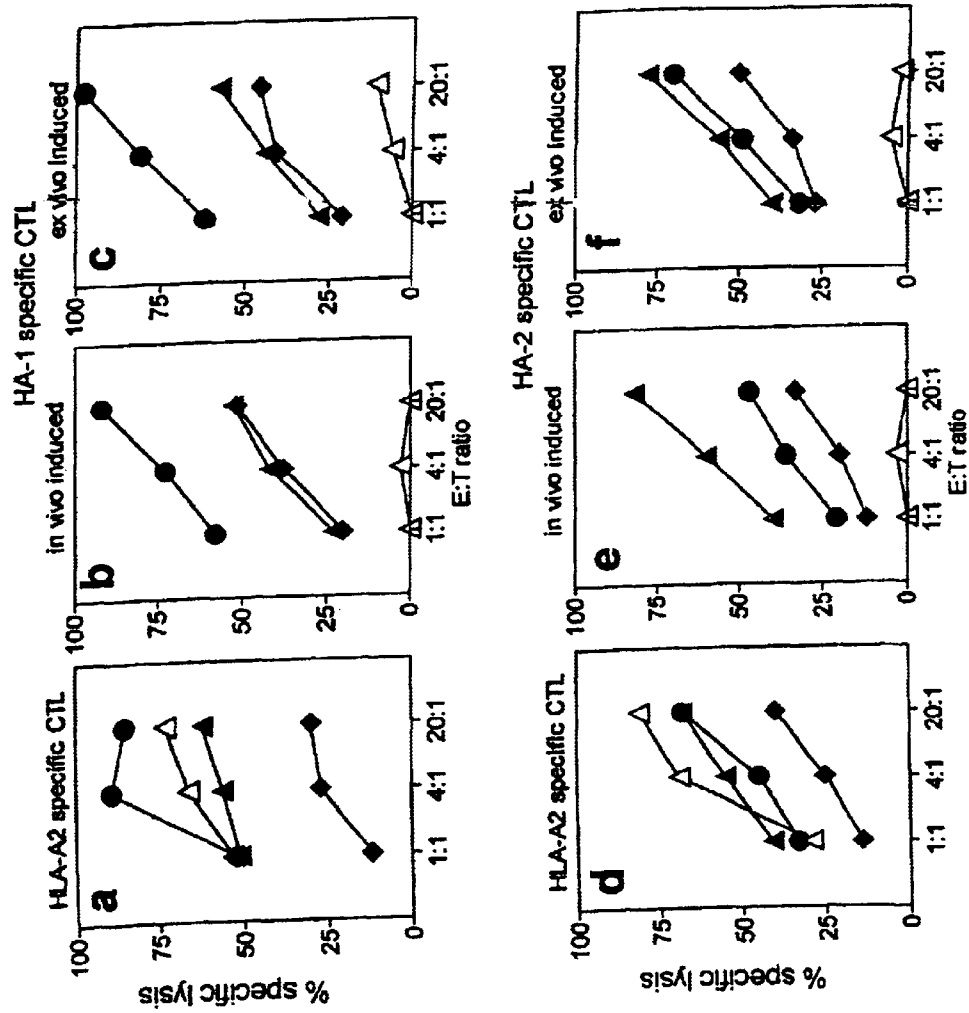 HA-1 specific CTL
HLA-A2 specific CTL
in vivo induced
ex vivo induced
a
b
c
% specific lysis
100
75
50
25
0
100
75
50
25
0
100
75
50
25
0
1:1
4:1
20:1
1:1
4:1
20:1
1:1
4:1
20:1
E:T ratio
HA-2 specific CTL
HLA-A2 specific CTL
in vivo induced
ex vivo induced
d
e
f
% specific lysis
100
75
50
25
0
100
75
50
25
0
100
75
50
25
0
1:1
4:1
20:1
1:1
4:1
20:1
1:1
4:1
20:1
E:T ratio